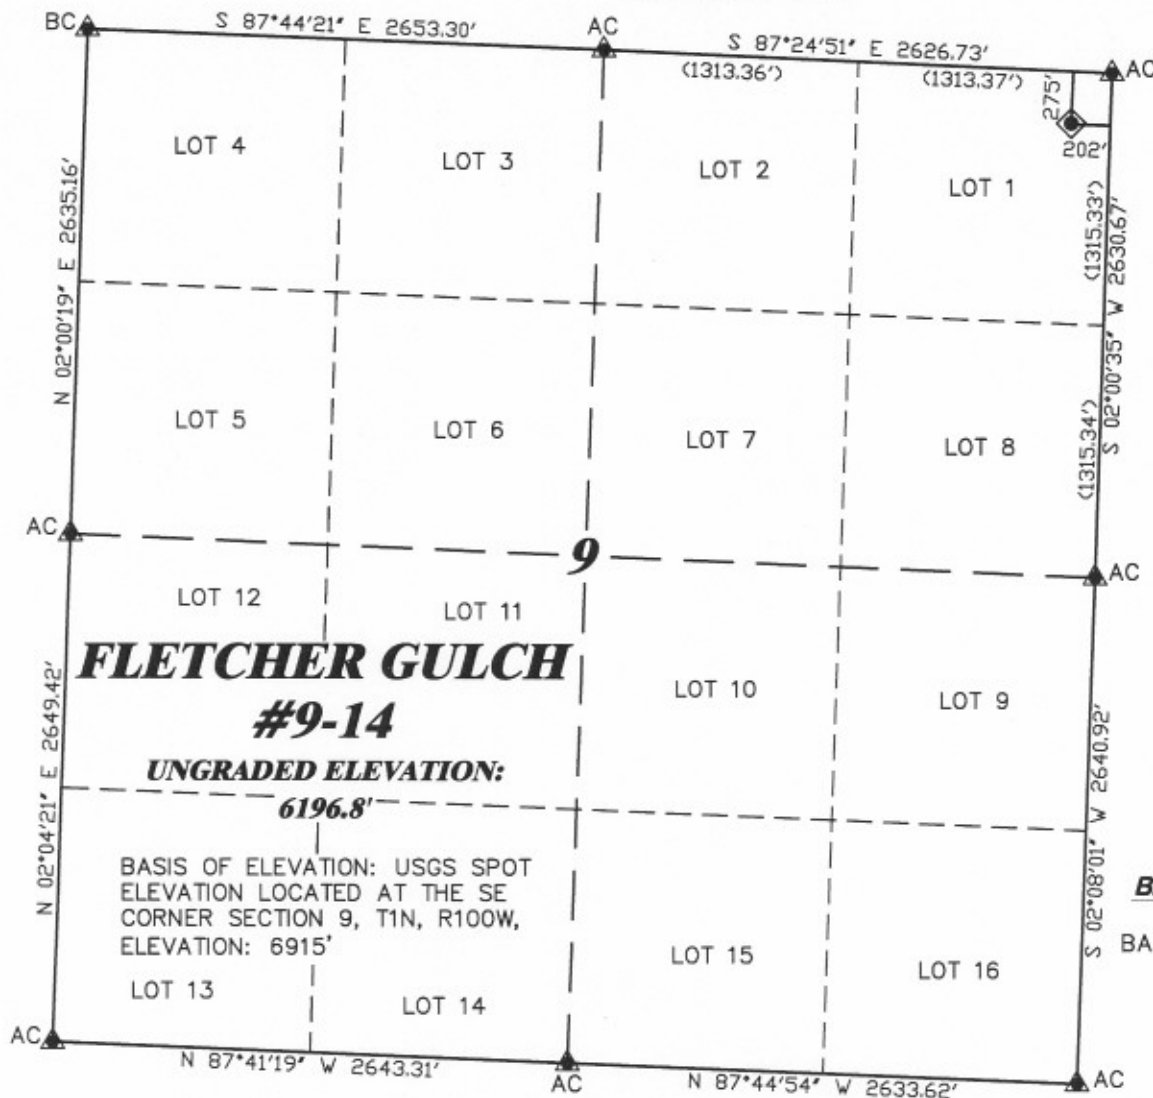 BC
S 87°44'21" E 2653.30'
AC
S 87°24'51" E 2626.73'
AC
(1313.36')
(1313.37')
275'
202'
LOT 4
LOT 3
LOT 2
LOT 1
N 02°00'19" E 2635.16'
(1315.33')
S 02°00'35" W 2630.67'
(1315.34')
LOT 5
LOT 6
LOT 7
LOT 8
AC
9
AC
LOT 12
LOT 11
LOT 10
LOT 9
FLETCHER GULCH
#9-14
UNGRADED ELEVATION:
6196.8'
N 02°04'21" E 2649.42'
S 02°08'01" W 2640.92'
BASIS OF ELEVATION: USGS SPOT
ELEVATION LOCATED AT THE SE
CORNER SECTION 9, T1N, R100W,
ELEVATION: 6915'
B
BA
LOT 13
LOT 14
LOT 15
LOT 16
AC
N 87°41'19" W 2643.31'
AC
N 87°44'54" W 2633.62'
AC